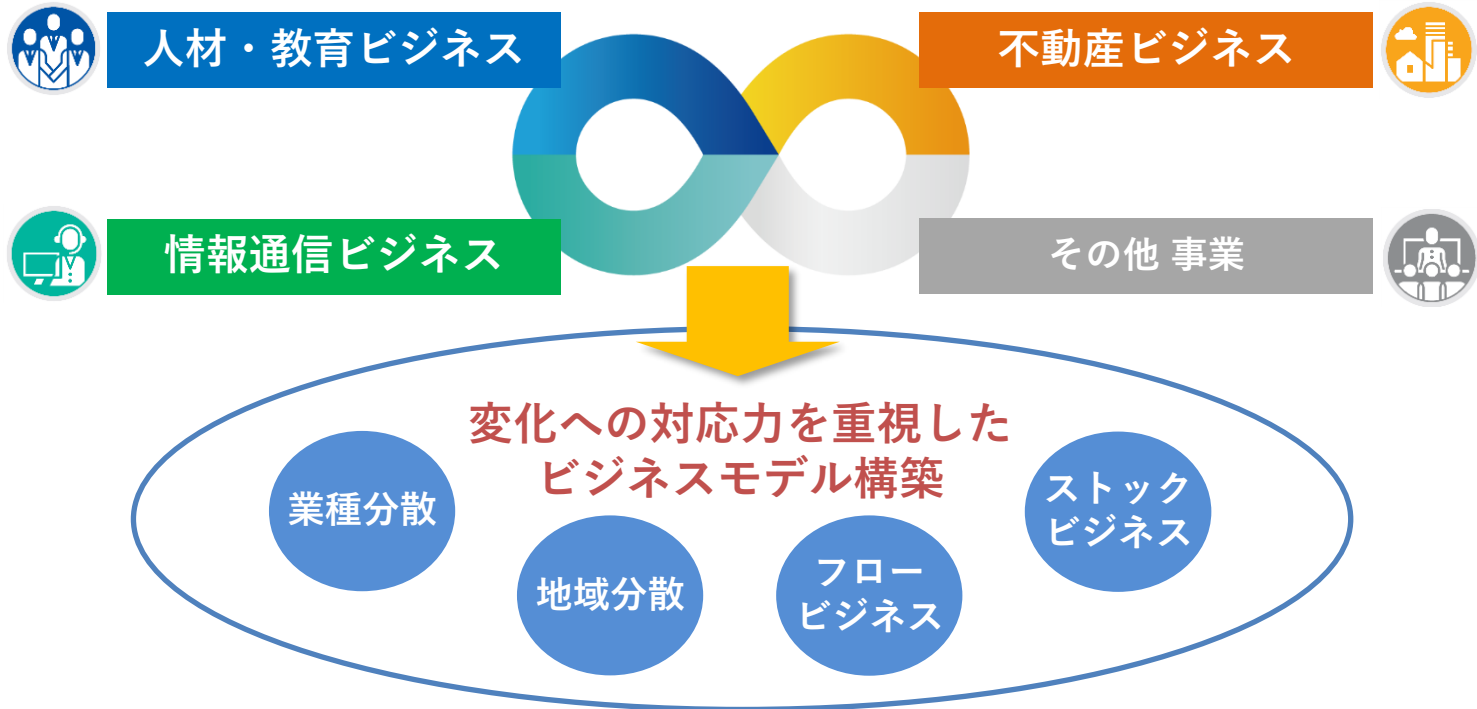 人材・教育ビジネス
不動産ビジネス
情報通信ビジネス
その他 事業
変化への対応力を重視した
ビジネスモデル構築
業種分散
地域分散
フロー
ビジネス
ストック
ビジネス